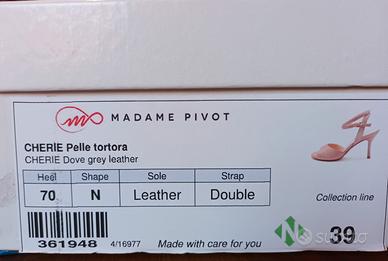 MADAME PIVOT
CHERIE Pelle tortora
CHERIE Dove grey leather
Heel Shape Sole Strap
70 N Leather Double
Collection line
361948 4/16977 Made with care for you 39